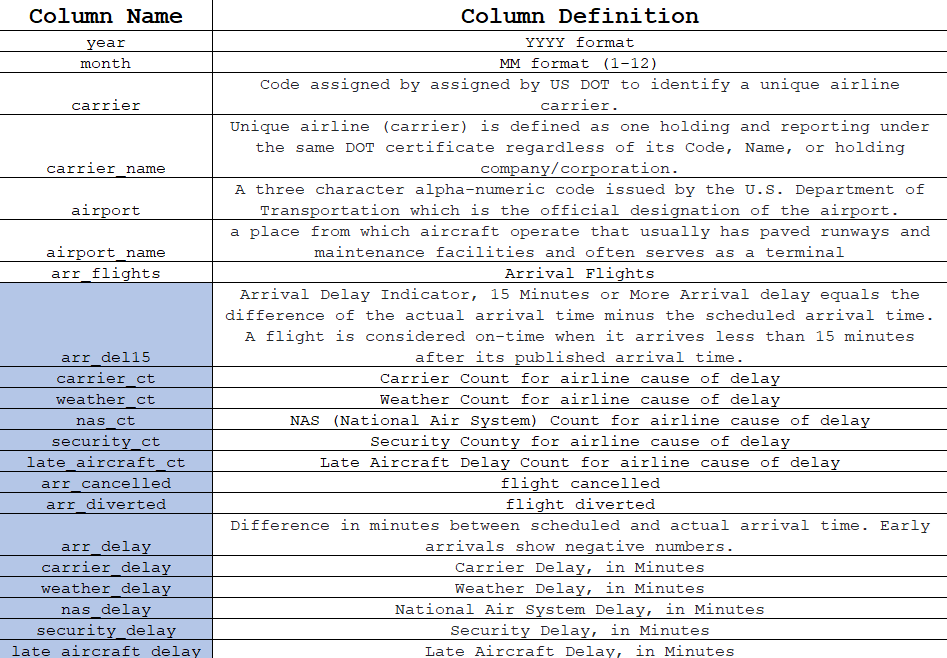 Column Name Column Definition
year YYYY format
month MM format (1-12)
Code assigned by assigned by US DOT to identify a unique airline
carrier carrier.
Unique airline (carrier) is defined as one holding and reporting under
the same DOT certificate regardless of its Code, Name, or holding
carrier_name company/corporation.
A three character alpha-numeric code issued by the U.S. Department of
airport Transportation which is the official designation of the airport.
a place from which aircraft operate that usually has paved runways and
airport_name maintenance facilities and often serves as a terminal
arr_flights Arrival Flights
Arrival Delay Indicator, 15 Minutes or More Arrival delay equals the
difference of the actual arrival time minus the scheduled arrival time.
A flight is considered on-time when it arrives less than 15 minutes
arr_del15 after its published arrival time.
carrier_ct Carrier Count for airline cause of delay
weather_ct Weather Count for airline cause of delay
nas_ct NAS (National Air System) Count for airline cause of delay
security_ct Security County for airline cause of delay
late_aircraft_ct Late Aircraft Delay Count for airline cause of delay
arr_cancelled flight cancelled
arr_diverted flight diverted
Difference in minutes between scheduled and actual arrival time. Early
arr_delay arrivals show negative numbers.
carrier_delay Carrier Delay, in Minutes
weather_delay Weather Delay, in Minutes
nas_delay National Air System Delay, in Minutes
security_delay Security Delay, in Minutes
late_aircraft_delay Late Aircraft Delay, in Minutes